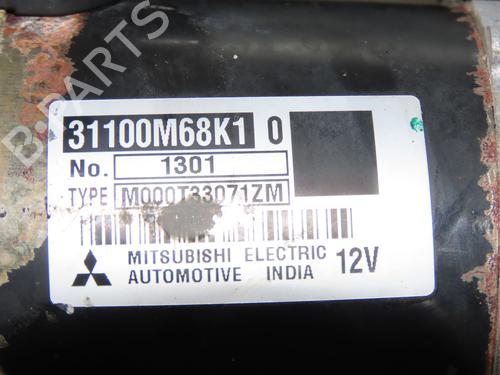 B-PARTS
31100M68K1 0
No. 1301
TYPE M000T33071ZM
MITSUBISHI ELECTRIC
AUTOMOTIVE INDIA 12V